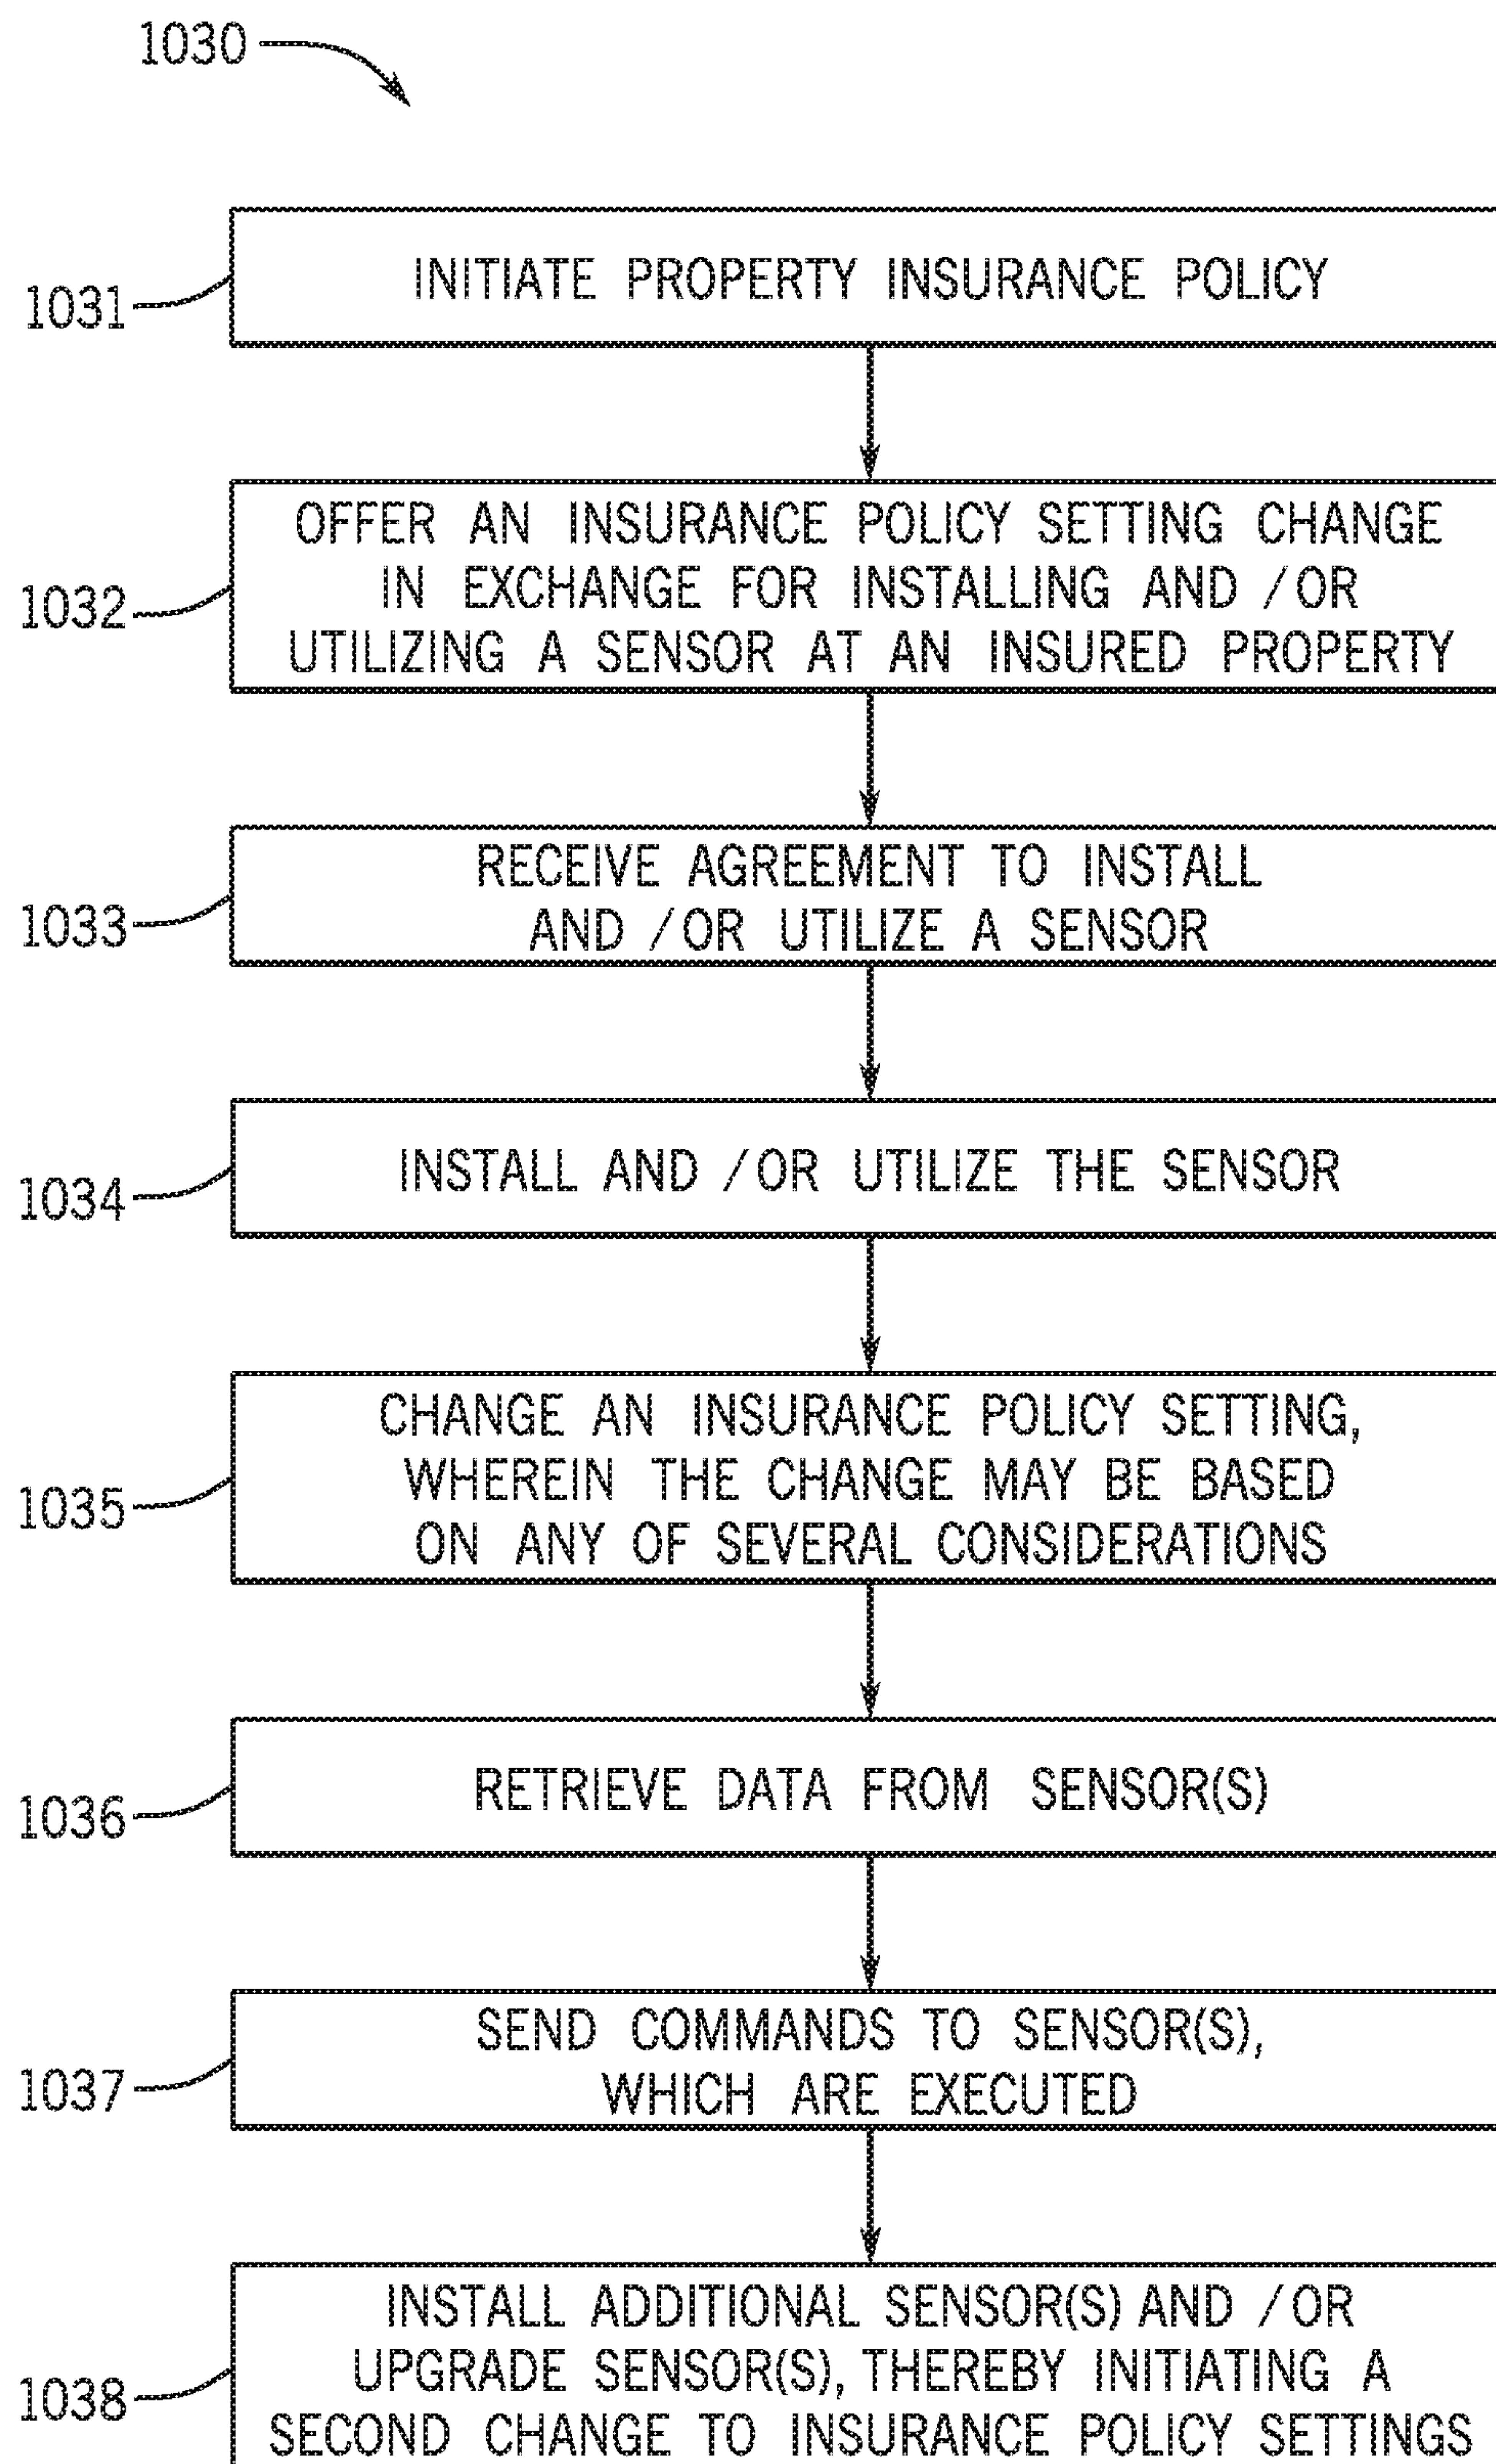 1030
1031
INITIATE PROPERTY INSURANCE POLICY
1032
OFFER AN INSURANCE POLICY SETTING CHANGE
IN EXCHANGE FOR INSTALLING AND /OR
UTILIZING A SENSOR AT AN INSURED PROPERTY
1033
RECEIVE AGREEMENT TO INSTALL
AND /OR UTILIZE A SENSOR
1034
INSTALL AND /OR UTILIZE THE SENSOR
1035
CHANGE AN INSURANCE POLICY SETTING,
WHEREIN THE CHANGE MAY BE BASED
ON ANY OF SEVERAL CONSIDERATIONS
1036
RETRIEVE DATA FROM SENSOR(S)
1037
SEND COMMANDS TO SENSOR(S),
WHICH ARE EXECUTED
1038
INSTALL ADDITIONAL SENSOR(S) AND /OR
UPGRADE SENSOR(S), THEREBY INITIATING A
SECOND CHANGE TO INSURANCE POLICY SETTINGS